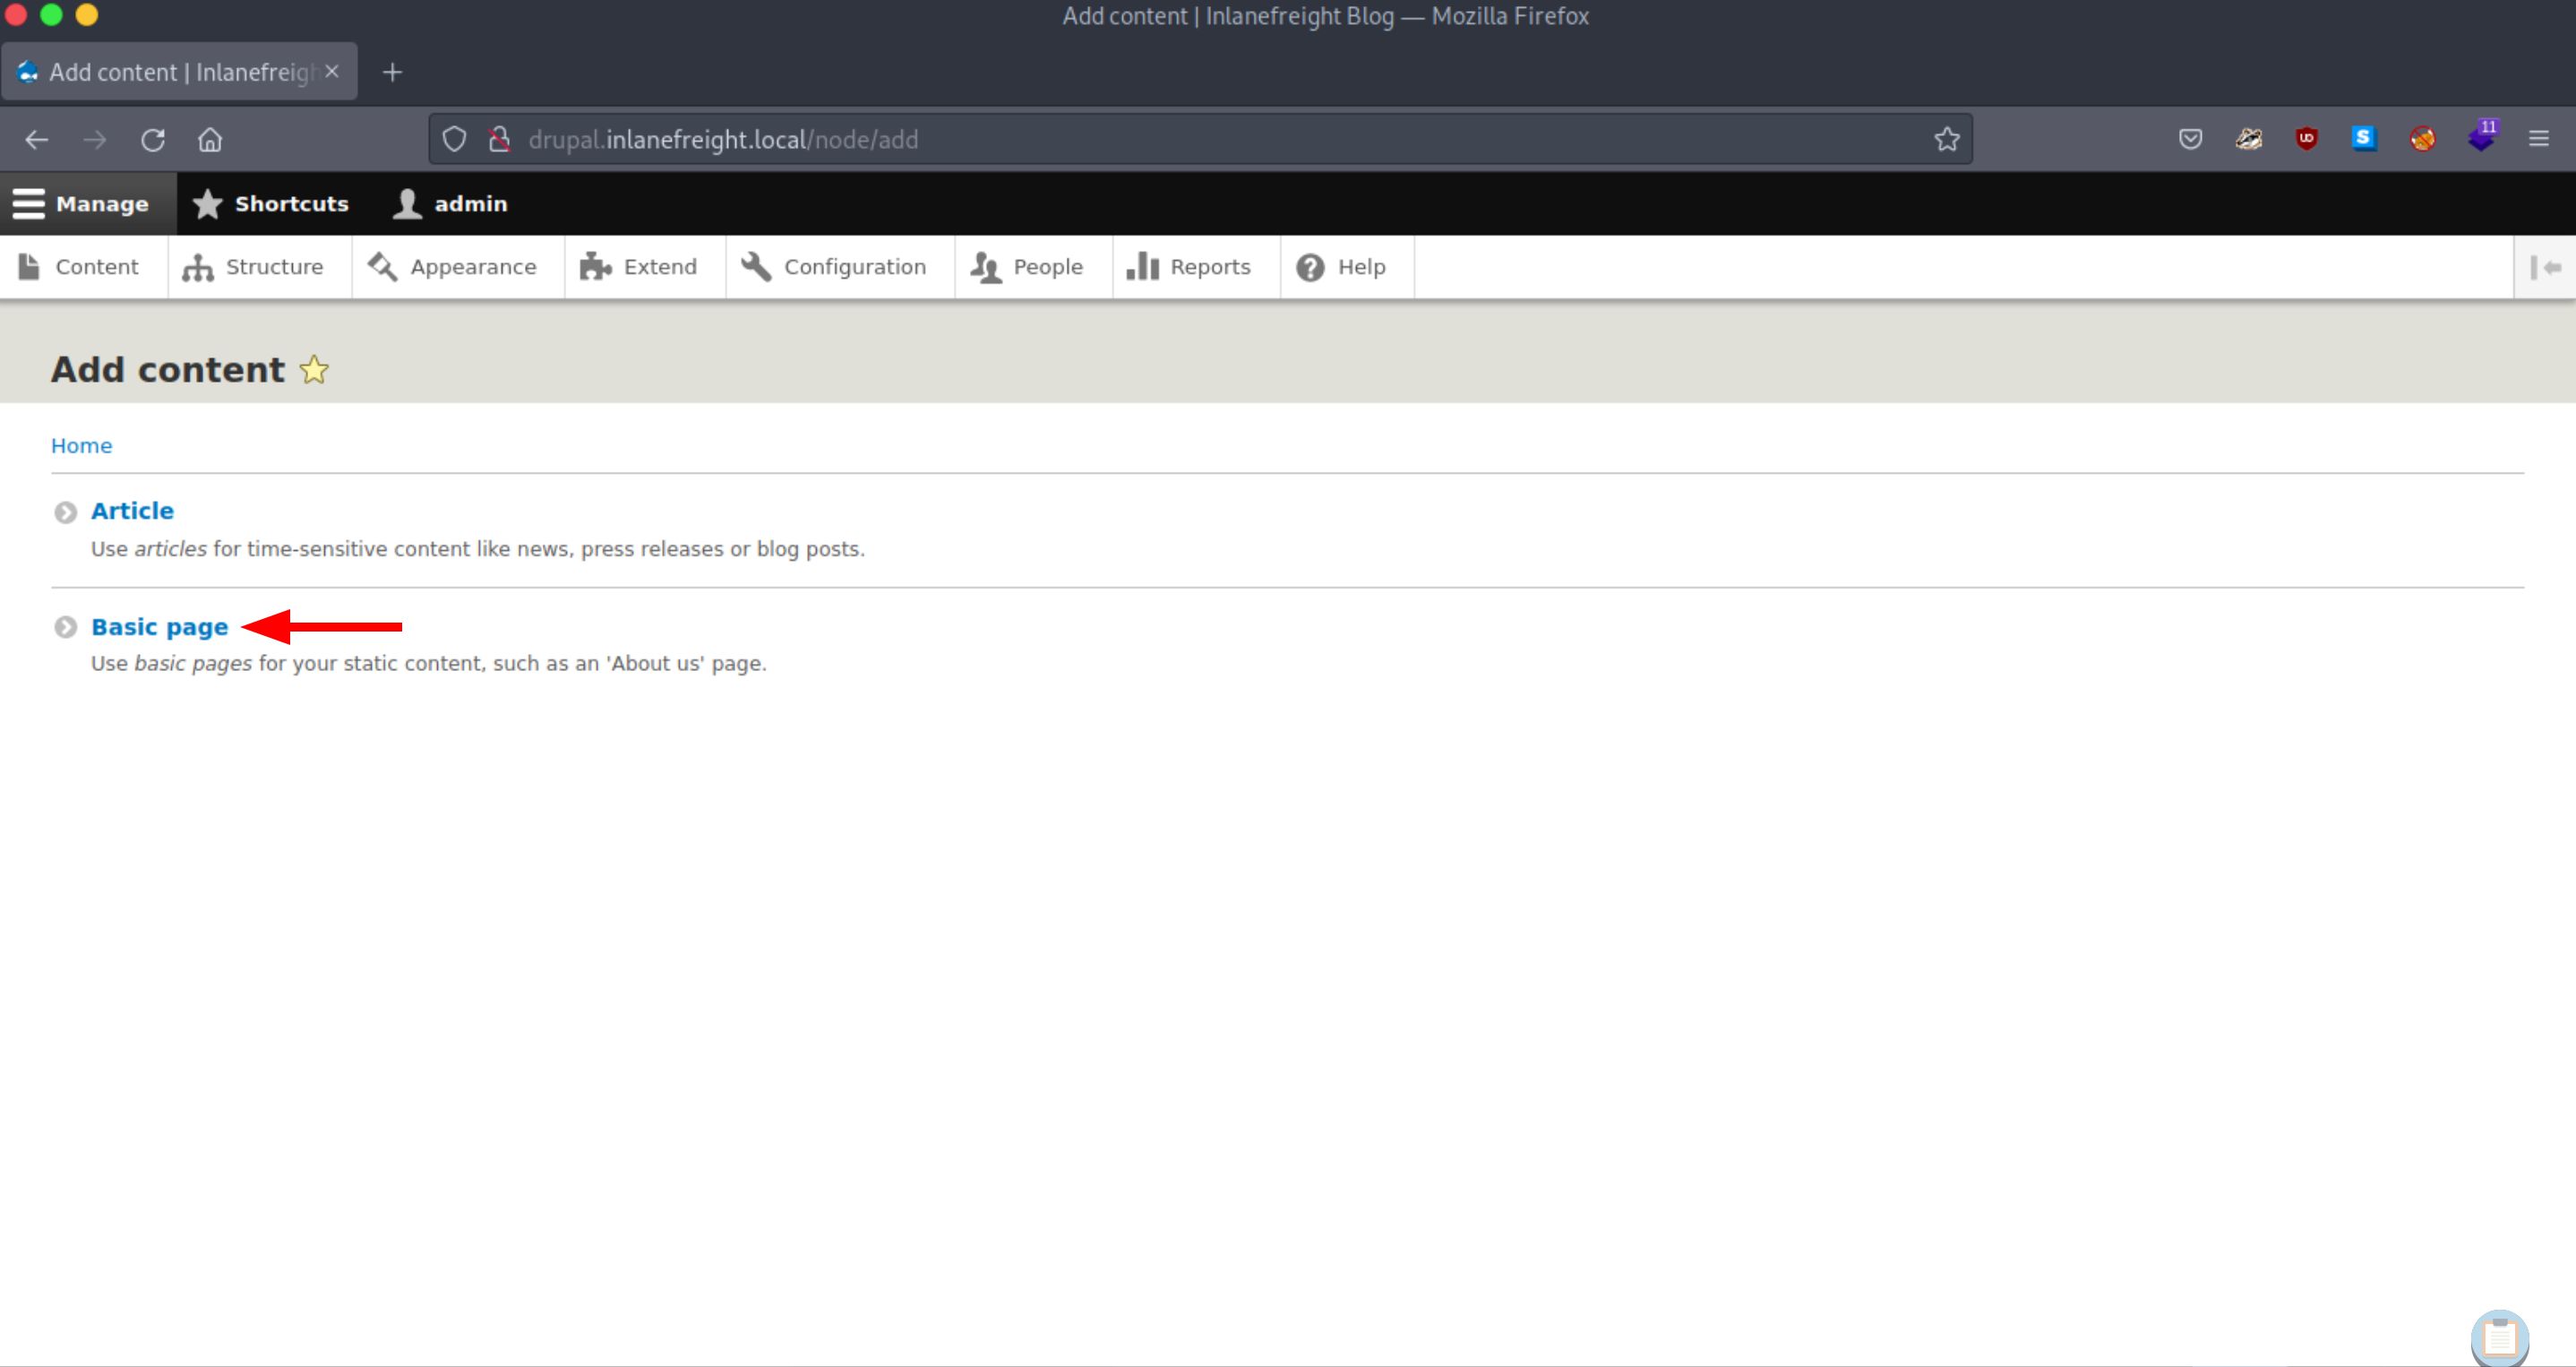 Add content | Inlanefreight Blog — Mozilla Firefox
Add content | Inlanefreigh
drupal.inlanefreight.local/node/add
11
Manage Shortcuts admin
Content Structure Appearance Extend Configuration People Reports Help
Add content
Home
Article
Use articles for time-sensitive content like news, press releases or blog posts.
Basic page
Use basic pages for your static content, such as an 'About us' page.